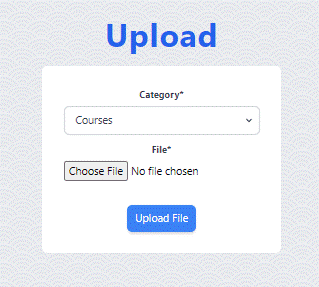 Upload
Category*
Courses
File*
Choose File No file chosen
Upload File